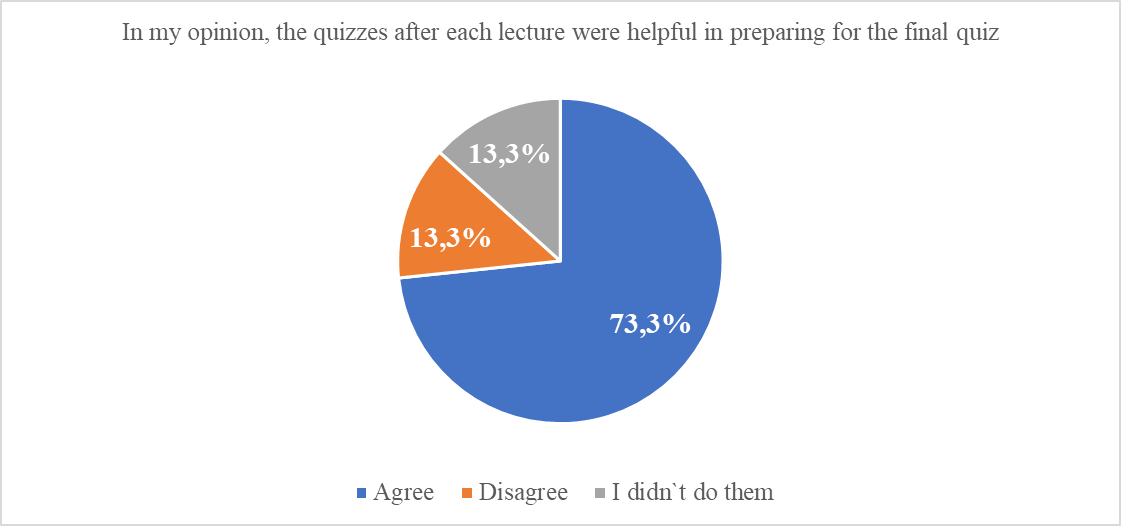 In my opinion, the quizzes after each lecture were helpful in preparing for the final quiz
13,3%
13,3%
73,3%
Agree Disagree I didn`t do them